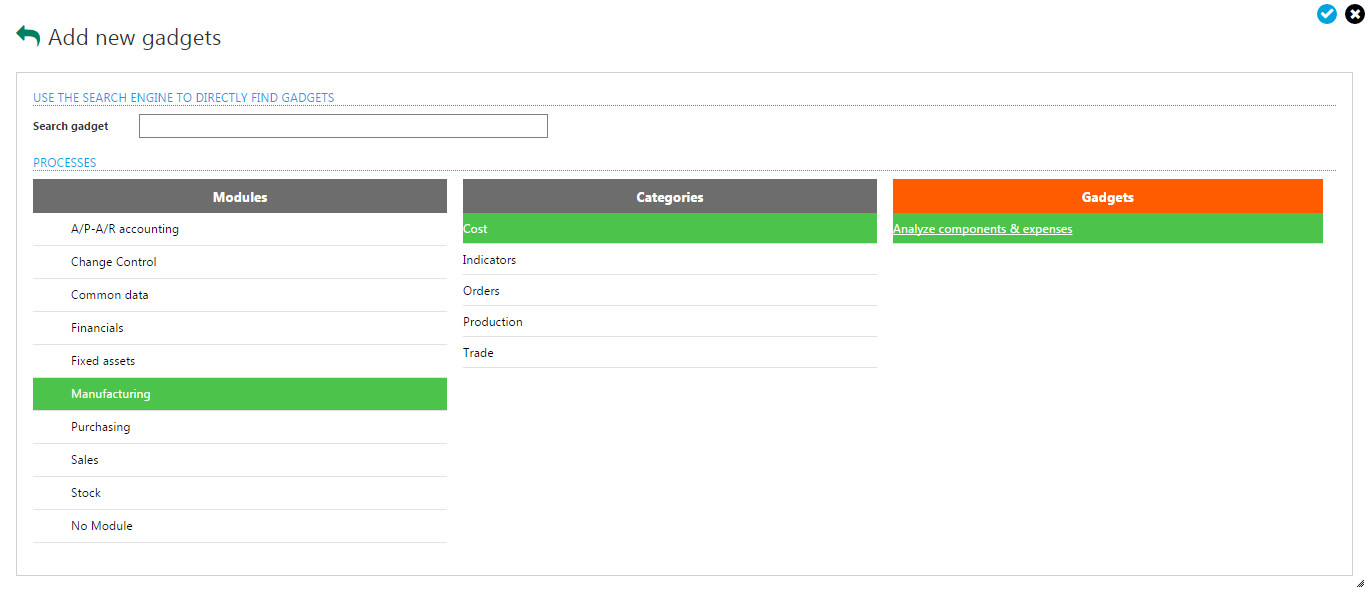 Add new gadgets
USE THE SEARCH ENGINE TO DIRECTLY FIND GADGETS
Search gadget
PROCESSES
Modules
A/P-A/R accounting
Change Control
Common data
Financials
Fixed assets
Manufacturing
Purchasing
Sales
Stock
No Module
Categories
Cost
Indicators
Orders
Production
Trade
Gadgets
Analyze components & expenses